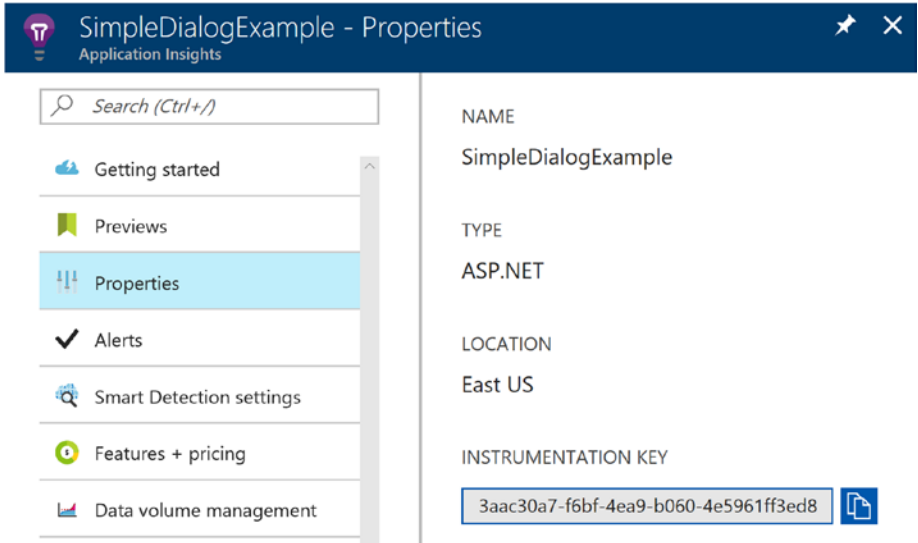 SimpleDialogExample - Properties
Application Insights
Search (Ctrl+/)
Getting started
Previews
Properties
Alerts
Smart Detection settings
Features + pricing
Data volume management
NAME
SimpleDialogExample
TYPE
ASP.NET
LOCATION
East US
INSTRUMENTATION KEY
3aac30a7-f6bf-4ea9-b060-4e5961ff3ed8